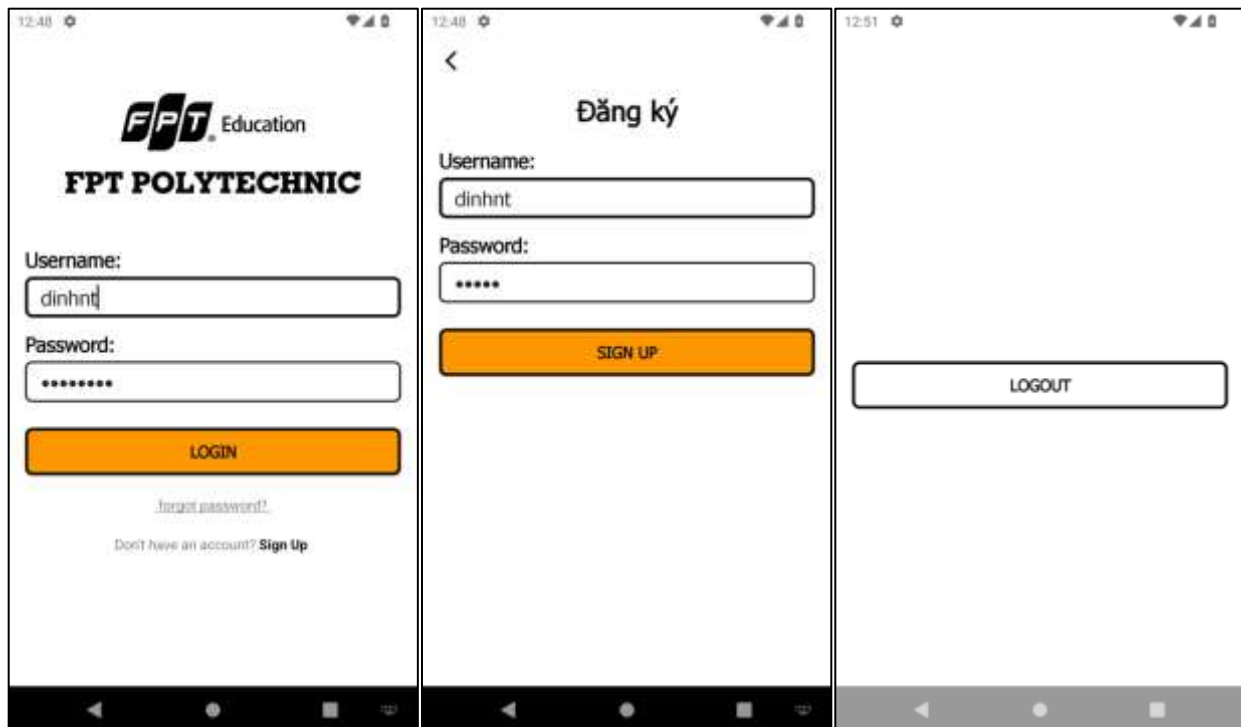 12:48
FPT Education
FPT POLYTECHNIC
Username:
dinhnt
Password:
••••••••
LOGIN
forgot password?
Don't have an account? Sign Up
12:48
Đăng ký
Username:
dinhnt
Password:
•••••
SIGN UP
12:51
LOGOUT